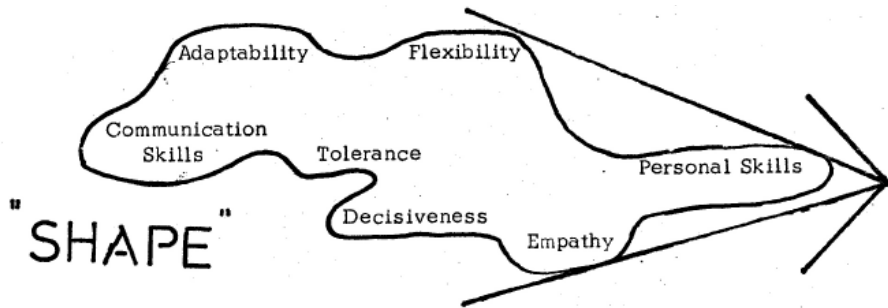 Adaptability Flexibility
Communication
Skills
Tolerance
Personal Skills
Decisiveness
Empathy
"SHAPE"